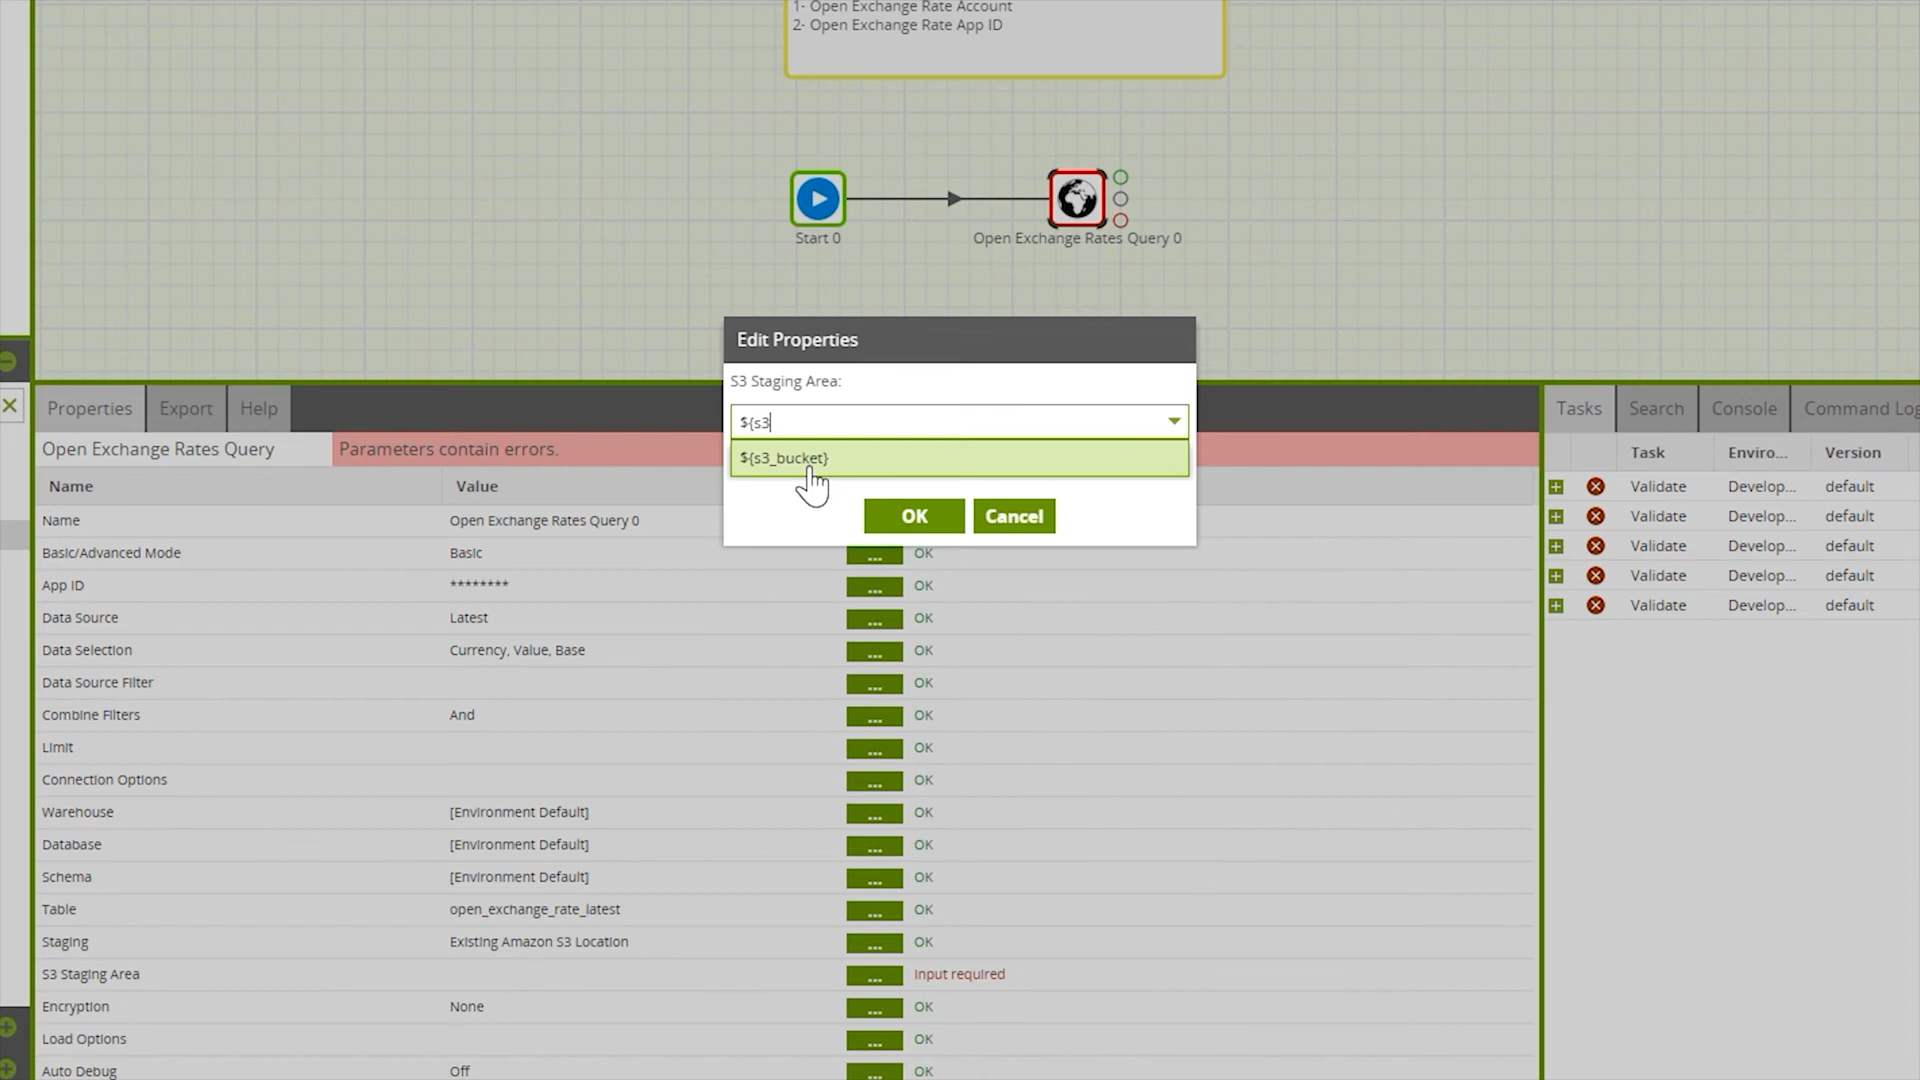 1- Open Exchange Rate Account
2- Open Exchange Rate App ID
Start 0
Open Exchange Rates Query 0
Edit Properties
S3 Staging Area:
${s3
${s3_bucket}
OK Cancel
Properties Export Help
Open Exchange Rates Query Parameters contain errors.
Name Value
Name Open Exchange Rates Query 0
Basic/Advanced Mode Basic ... OK
App ID ******** ... OK
Data Source Latest ... OK
Data Selection Currency, Value, Base ... OK
Data Source Filter ... OK
Combine Filters And ... OK
Limit ... OK
Connection Options ... OK
Warehouse [Environment Default] ... OK
Database [Environment Default] ... OK
Schema [Environment Default] ... OK
Table open_exchange_rate_latest ... OK
Staging Existing Amazon S3 Location ... OK
S3 Staging Area ... Input required
Encryption None ... OK
Load Options ... OK
Auto Debug Off ... OK
Tasks Search Console Command Log
Task Enviro... Version
Validate Develop... default
Validate Develop... default
Validate Develop... default
Validate Develop... default
Validate Develop... default